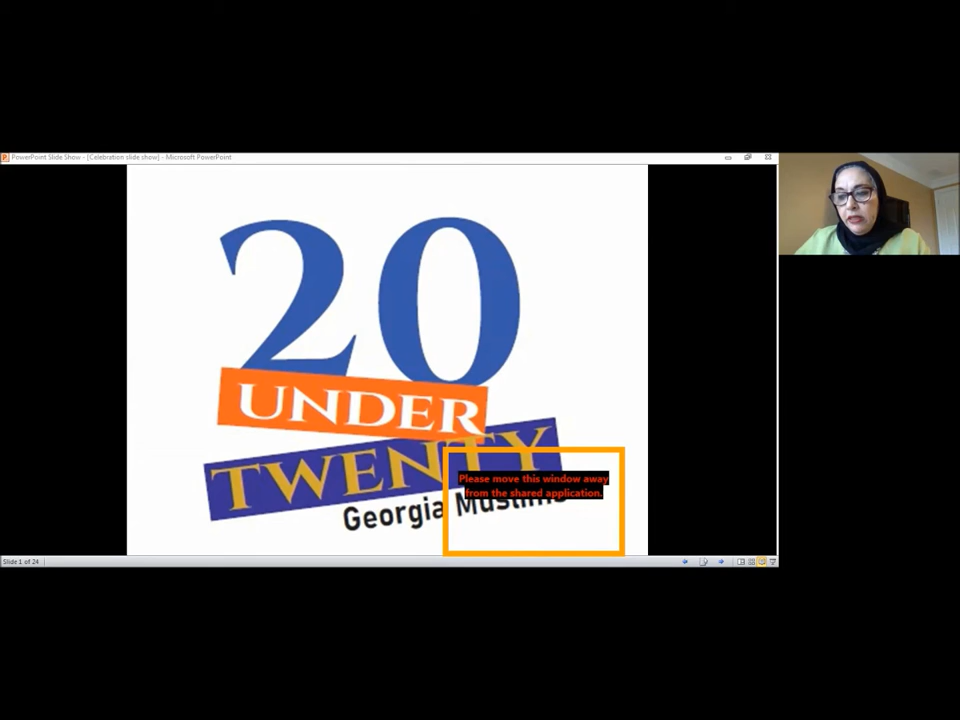 PowerPoint Slide Show - [Celebration slide show] - Microsoft PowerPoint
20
UNDER
TWENTY
Georgia Muslims
Please move this window away
from the shared application.
Slide 1 of 24